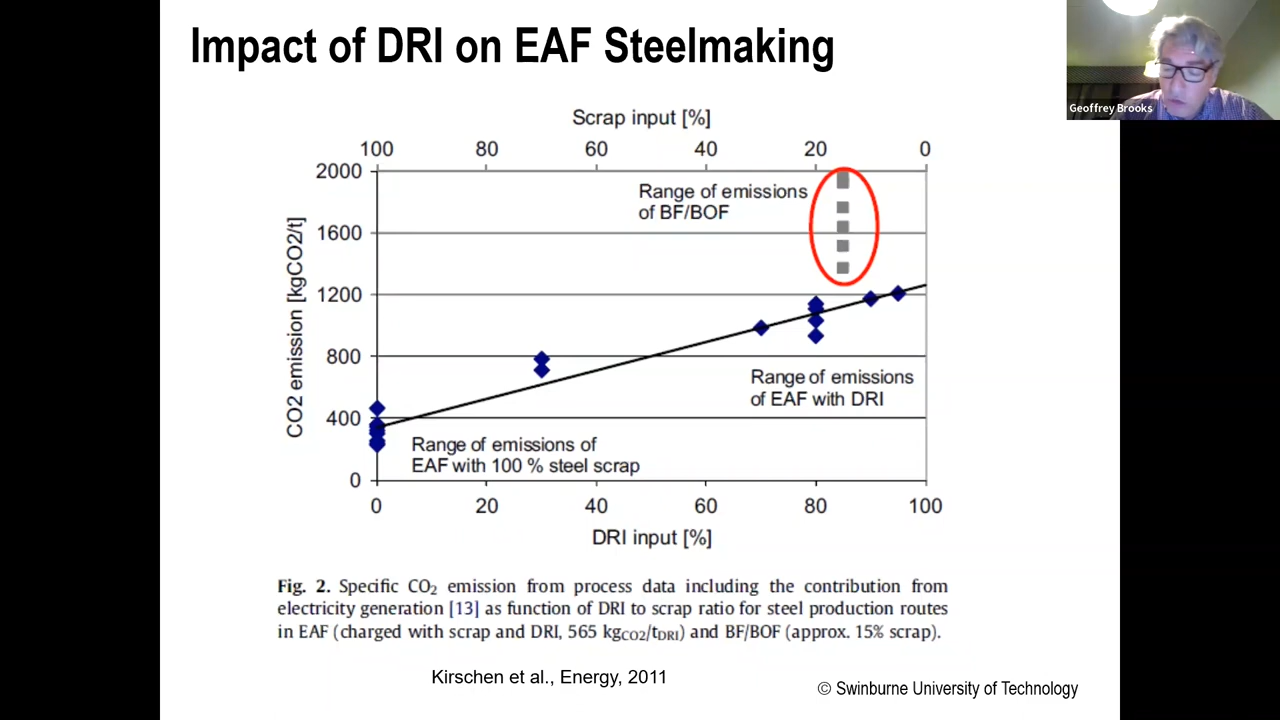 Impact of DRI on EAF Steelmaking
Geoffrey Brooks
Scrap input [%]
100 80 60 40 20 0
2000
1600
1200
800
400
0
CO2 emission [kgCO2/t]
Range of emissions
of BF/BOF
Range of emissions
of EAF with DRI
Range of emissions of
EAF with 100 % steel scrap
0 20 40 60 80 100
DRI input [%]
Fig. 2. Specific CO₂ emission from process data including the contribution from
electricity generation [13] as function of DRI to scrap ratio for steel production routes
in EAF (charged with scrap and DRI, 565 kgCO2/tDRI) and BF/BOF (approx. 15% scrap).
Kirschen et al., Energy, 2011
© Swinburne University of Technology